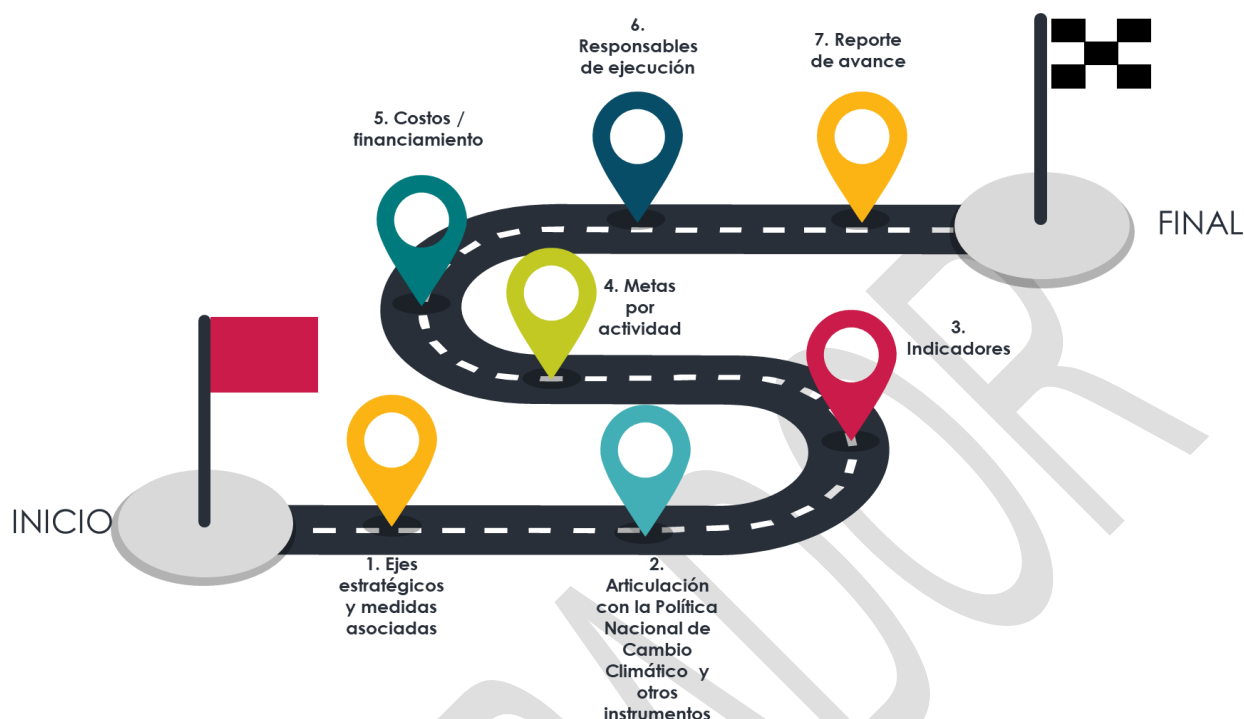 INICIO
1. Ejes
estratégicos
y medidas
asociadas
2.
Articulación
con la Política
Nacional de
Cambio
Climático y
otros
instrumentos
3.
Indicadores
4. Metas
por
actividad
5. Costos /
financiamiento
6.
Responsables
de ejecución
7. Reporte
de avance
FINAL
ADOR